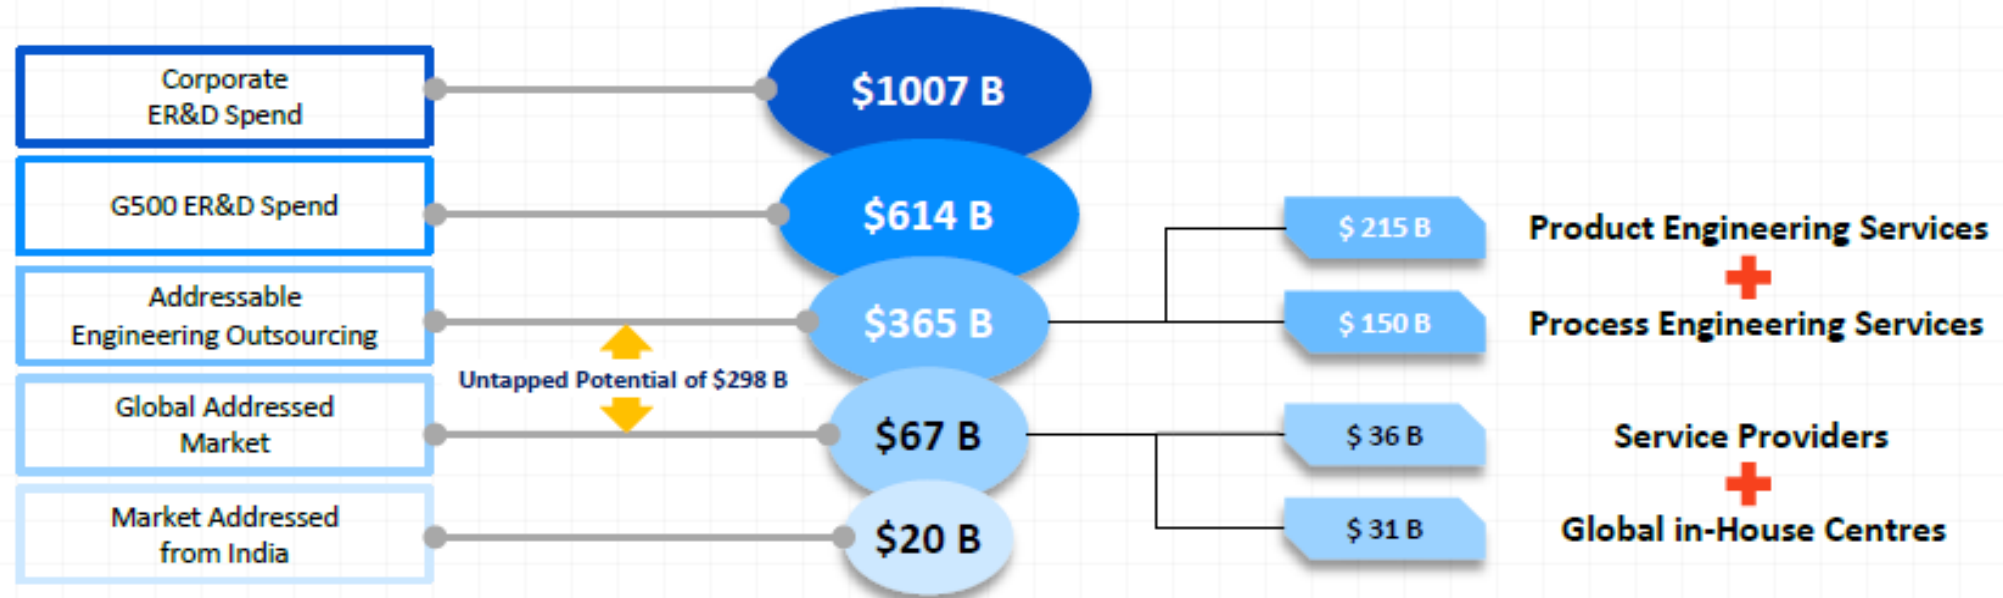 Corporate
ER&D Spend
$1007 B
G500 ER&D Spend
$614 B
Addressable
Engineering Outsourcing
$365 B
$ 215 B
Product Engineering Services
$ 150 B
Process Engineering Services
Untapped Potential of $298 B
Global Addressed
Market
$67 B
$ 36 B
Service Providers
$ 31 B
Global in-House Centres
Market Addressed
from India
$20 B